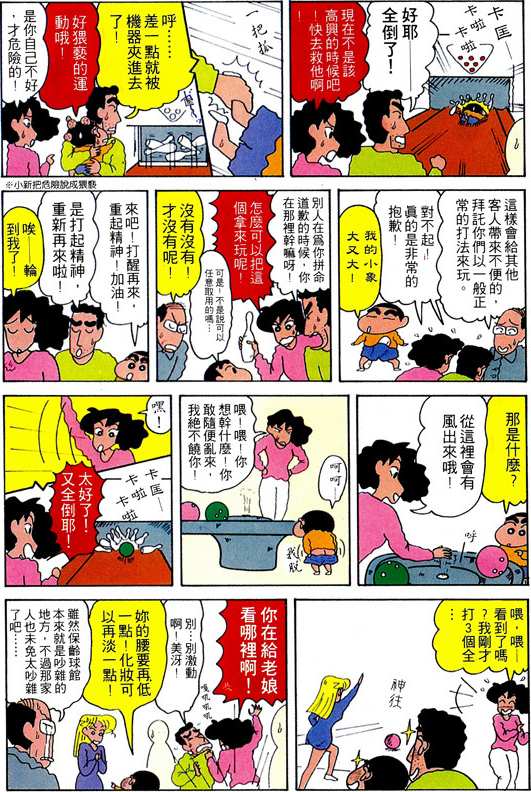 卡匡
卡啦
卡啦
好耶
全倒了！
現在不是該
高興的時候吧
！快去救他啊
！
一把抓
呼……
差一點就被
機器夾進去
了！
好猥褻的運
動哦！
是你自己不好
，才危險的！
※小新把危險說成猥褻
這樣會給其他
客人帶來不便的，
拜託你們以一般正
常的打法來玩。
對不起！
真的是非常的
抱歉！
我的小象
大又大！
別人在為你拼命
道歉的時候，你
在那裡幹嘛呀！
怎麼可以把這
個拿來玩呢！
可是！不是說可以
任意取用的嗎…
沒有沒有！
才沒有呢！
來吧！打醒再來
重起精神！加油！
是打起精神，
重新再來啦！
唉—輪
到我了！
那是什麼？
從這裡會有
風出來哦！
呼
呵呵—
喂！喂！你
想幹什麼！你
敢隨便亂來，
我絕不饒你！
我脫
嘿！
卡匡—
卡啦
卡啦
太好了！
又全倒耶！
喂，喂—
看到了嗎
？我剛才
打３個全
…
神往
你在給老娘
看哪裡啊！
別…別激動
啊！美牙！
嘎吼吼吼
妳的腰要再低
一點！化妝可
以再淡一點！
雖然保齡球館
本來就是吵雜的
地方，不過那家
人也未免太吵雜
了吧……